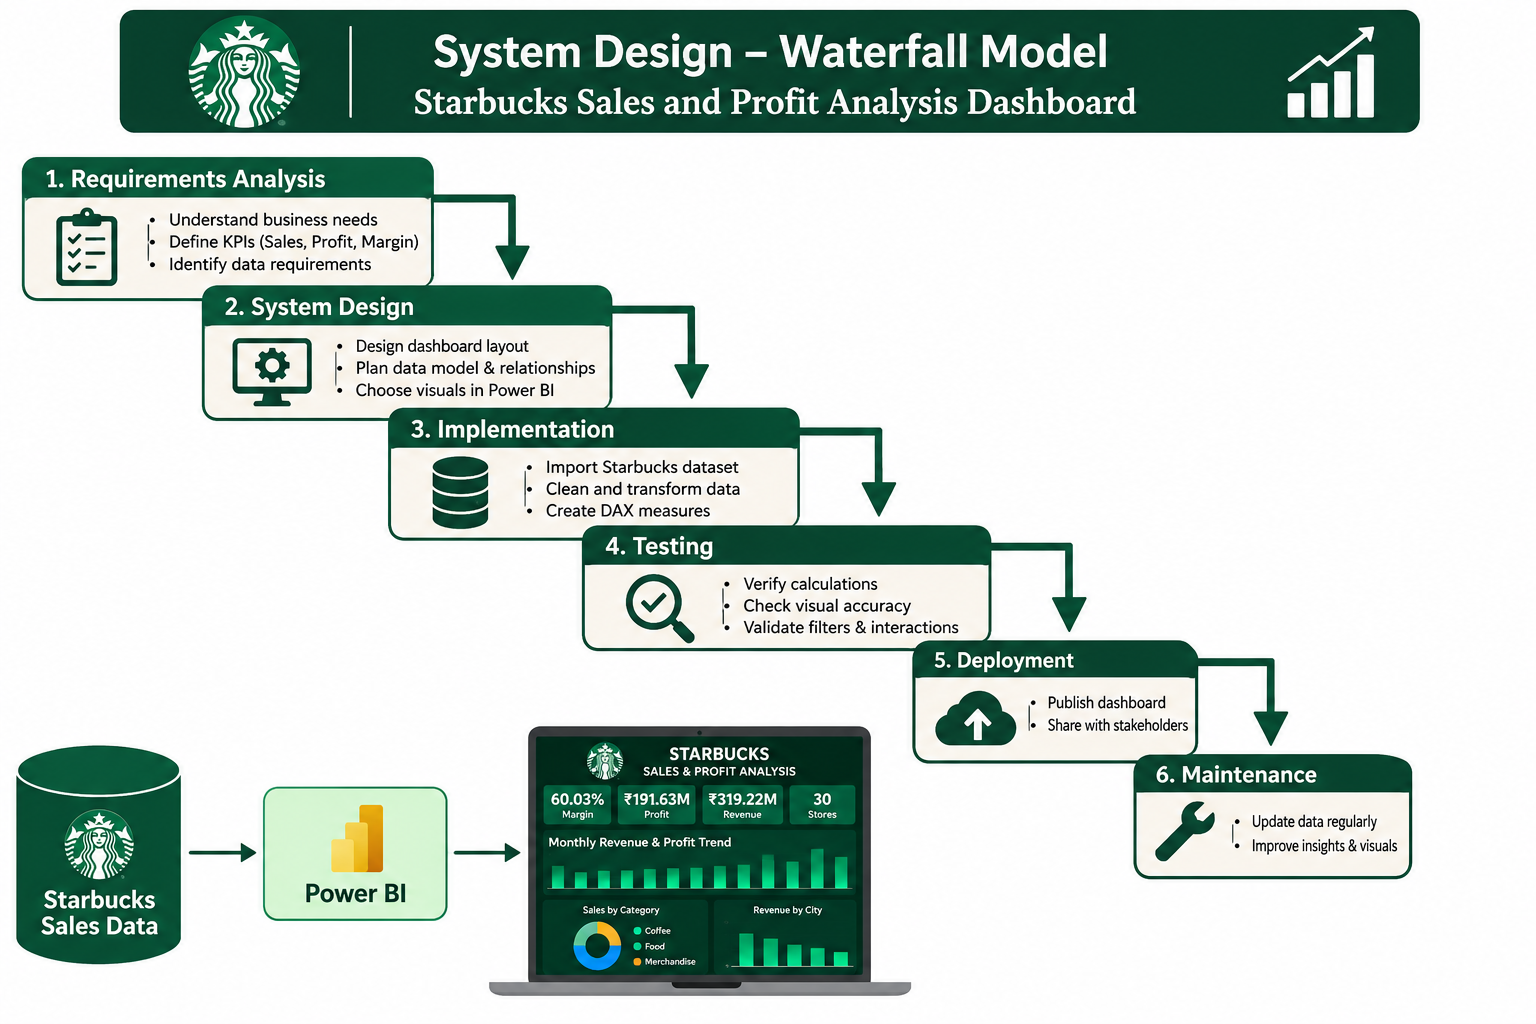 System Design – Waterfall Model
Starbucks Sales and Profit Analysis Dashboard
1. Requirements Analysis
• Understand business needs
• Define KPIs (Sales, Profit, Margin)
• Identify data requirements
2. System Design
• Design dashboard layout
• Plan data model & relationships
• Choose visuals in Power BI
3. Implementation
• Import Starbucks dataset
• Clean and transform data
• Create DAX measures
4. Testing
• Verify calculations
• Check visual accuracy
• Validate filters & interactions
5. Deployment
• Publish dashboard
• Share with stakeholders
6. Maintenance
• Update data regularly
• Improve insights & visuals
Starbucks
Sales Data
Power BI
STARBUCKS
SALES & PROFIT ANALYSIS
60.03%
Margin
₹191.63M
Profit
₹319.22M
Revenue
30
Stores
Monthly Revenue & Profit Trend
Sales by Category
Coffee
Food
Merchandise
Revenue by City